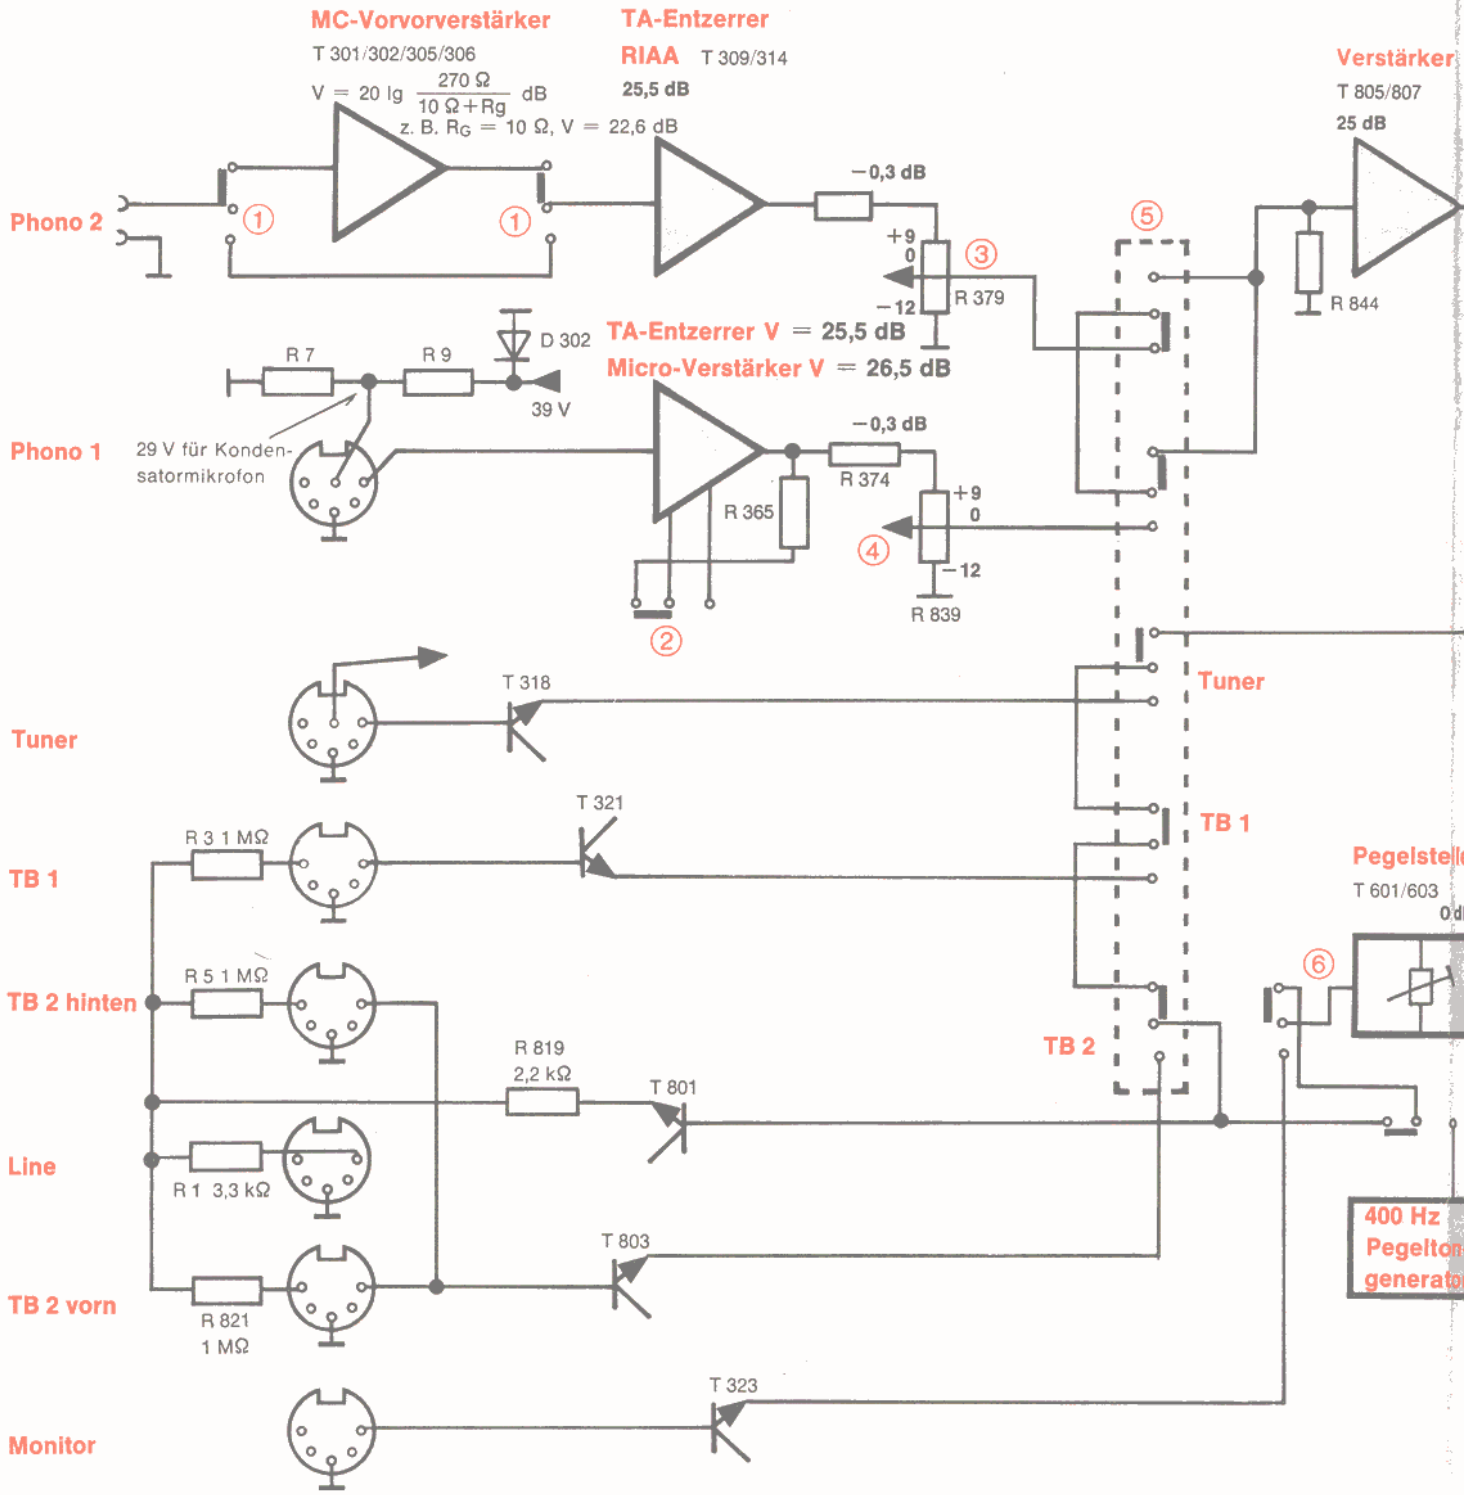 MC-Vorvorverstärker
T 301/302/305/306
V = 20 lg 270 Ω / 10 Ω+Rg dB
z. B. RG = 10 Ω, V = 22,6 dB
TA-Entzerrer
RIAA T 309/314
25,5 dB
Verstärker
T 805/807
25 dB
−0,3 dB
Phono 2
1
1
+9
0
−12
3
R 379
5
R 844
TA-Entzerrer V = 25,5 dB
Micro-Verstärker V = 26,5 dB
R 7
R 9
D 302
39 V
Phono 1
29 V für Konden-
satormikrofon
−0,3 dB
R 374
R 365
+9
0
−12
4
R 839
2
Tuner
T 318
Tuner
TB 1
R 3 1 MΩ
T 321
TB 1
Pegelstelle
T 601/603
0 dB
6
TB 2 hinten
R 5 1 MΩ
TB 2
R 819
2,2 kΩ
T 801
Line
R 1 3,3 kΩ
400 Hz
Pegelton-
generator
T 803
TB 2 vorn
R 821
1 MΩ
T 323
Monitor